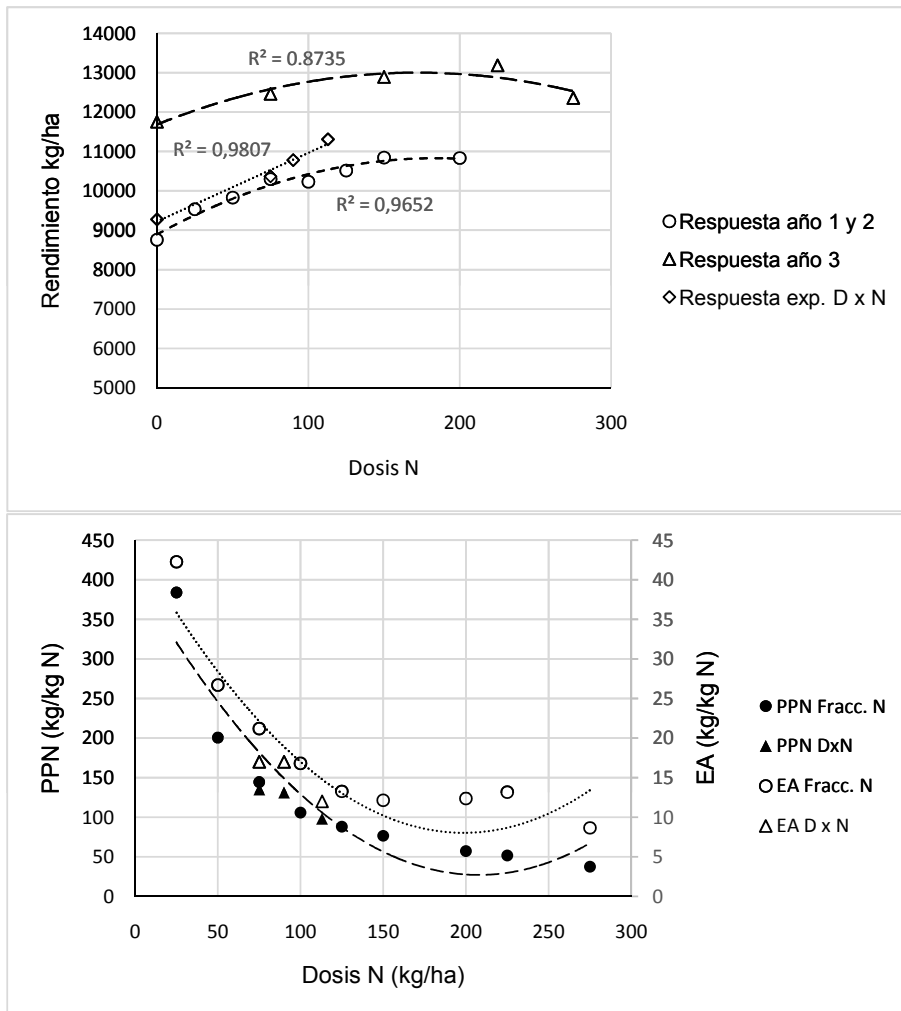 14000
13000
12000
11000
10000
9000
8000
7000
6000
5000
Rendimiento kg/ha
R² = 0.8735
R² = 0,9807
R² = 0,9652
0
100
200
300
Dosis N
Respuesta año 1 y 2
Respuesta año 3
Respuesta exp. D x N
450
400
350
300
250
200
150
100
50
0
PPN (kg/kg N)
45
40
35
30
25
20
15
10
5
0
EA (kg/kg N)
0
50
100
150
200
250
300
Dosis N (kg/ha)
PPN Fracc. N
PPN DxN
EA Fracc. N
EA D x N